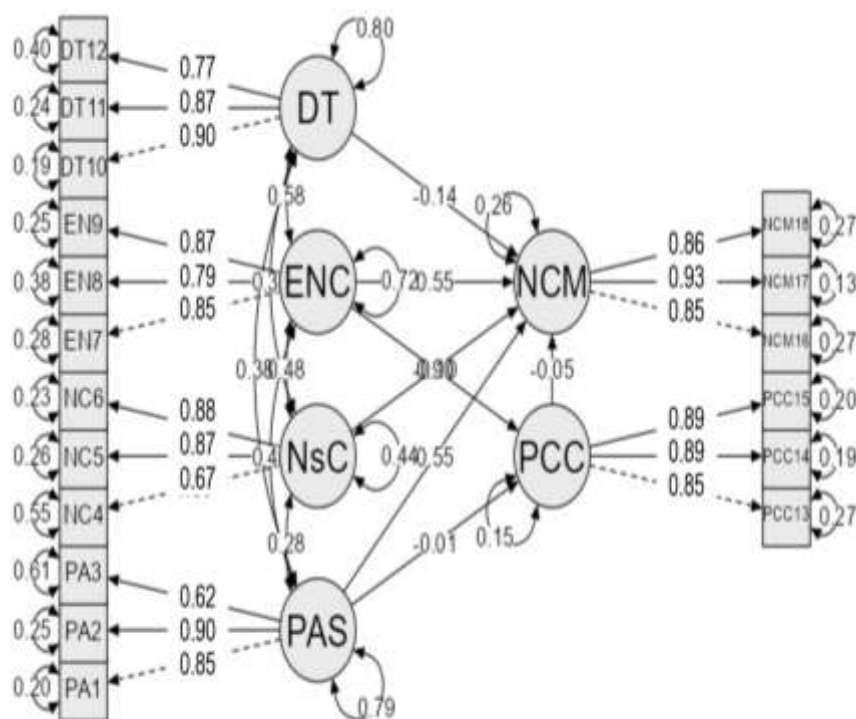 0.40 DT12 0.77 DT 0.80
0.24 DT11 0.87
0.19 DT10 0.90
0.58 -0.14
0.25 EN9 0.87 0.26 NCM 0.86 NCM18 0.27
0.38 EN8 0.79 0.3 ENC 0.72 0.55 0.93 NCM17 0.13
0.28 EN7 0.85 0.85 NCM16 0.27
0.38 0.48 -0.05
0.23 NC6 0.88 0.89 PCC15 0.20
0.26 NC5 0.87 0.4 NsC 0.44 0.55 PCC 0.89 PCC14 0.19
0.55 NC4 0.67 0.85 PCC13 0.27
0.28 -0.01 0.15
0.61 PA3 0.62
0.25 PA2 0.90 PAS
0.20 PA1 0.85 0.79